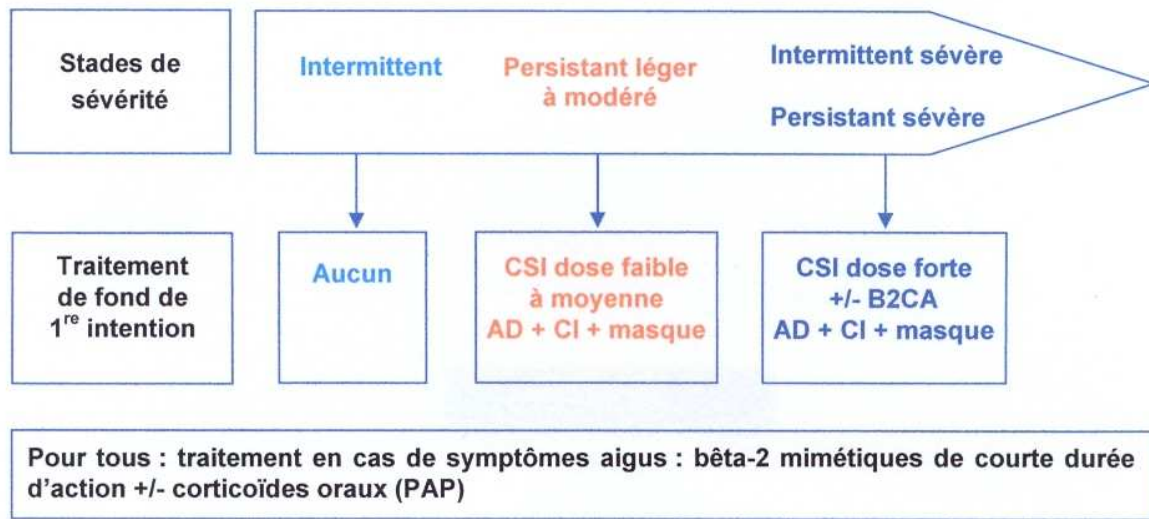 Stades de
sévérité
Intermittent
Persistant léger
à modéré
Intermittent sévère
Persistant sévère
Traitement
de fond de
1re intention
Aucun
CSI dose faible
à moyenne
AD + CI + masque
CSI dose forte
+/- B2CA
AD + CI + masque
Pour tous : traitement en cas de symptômes aigus : bêta-2 mimétiques de courte durée
d'action +/- corticoïdes oraux (PAP)